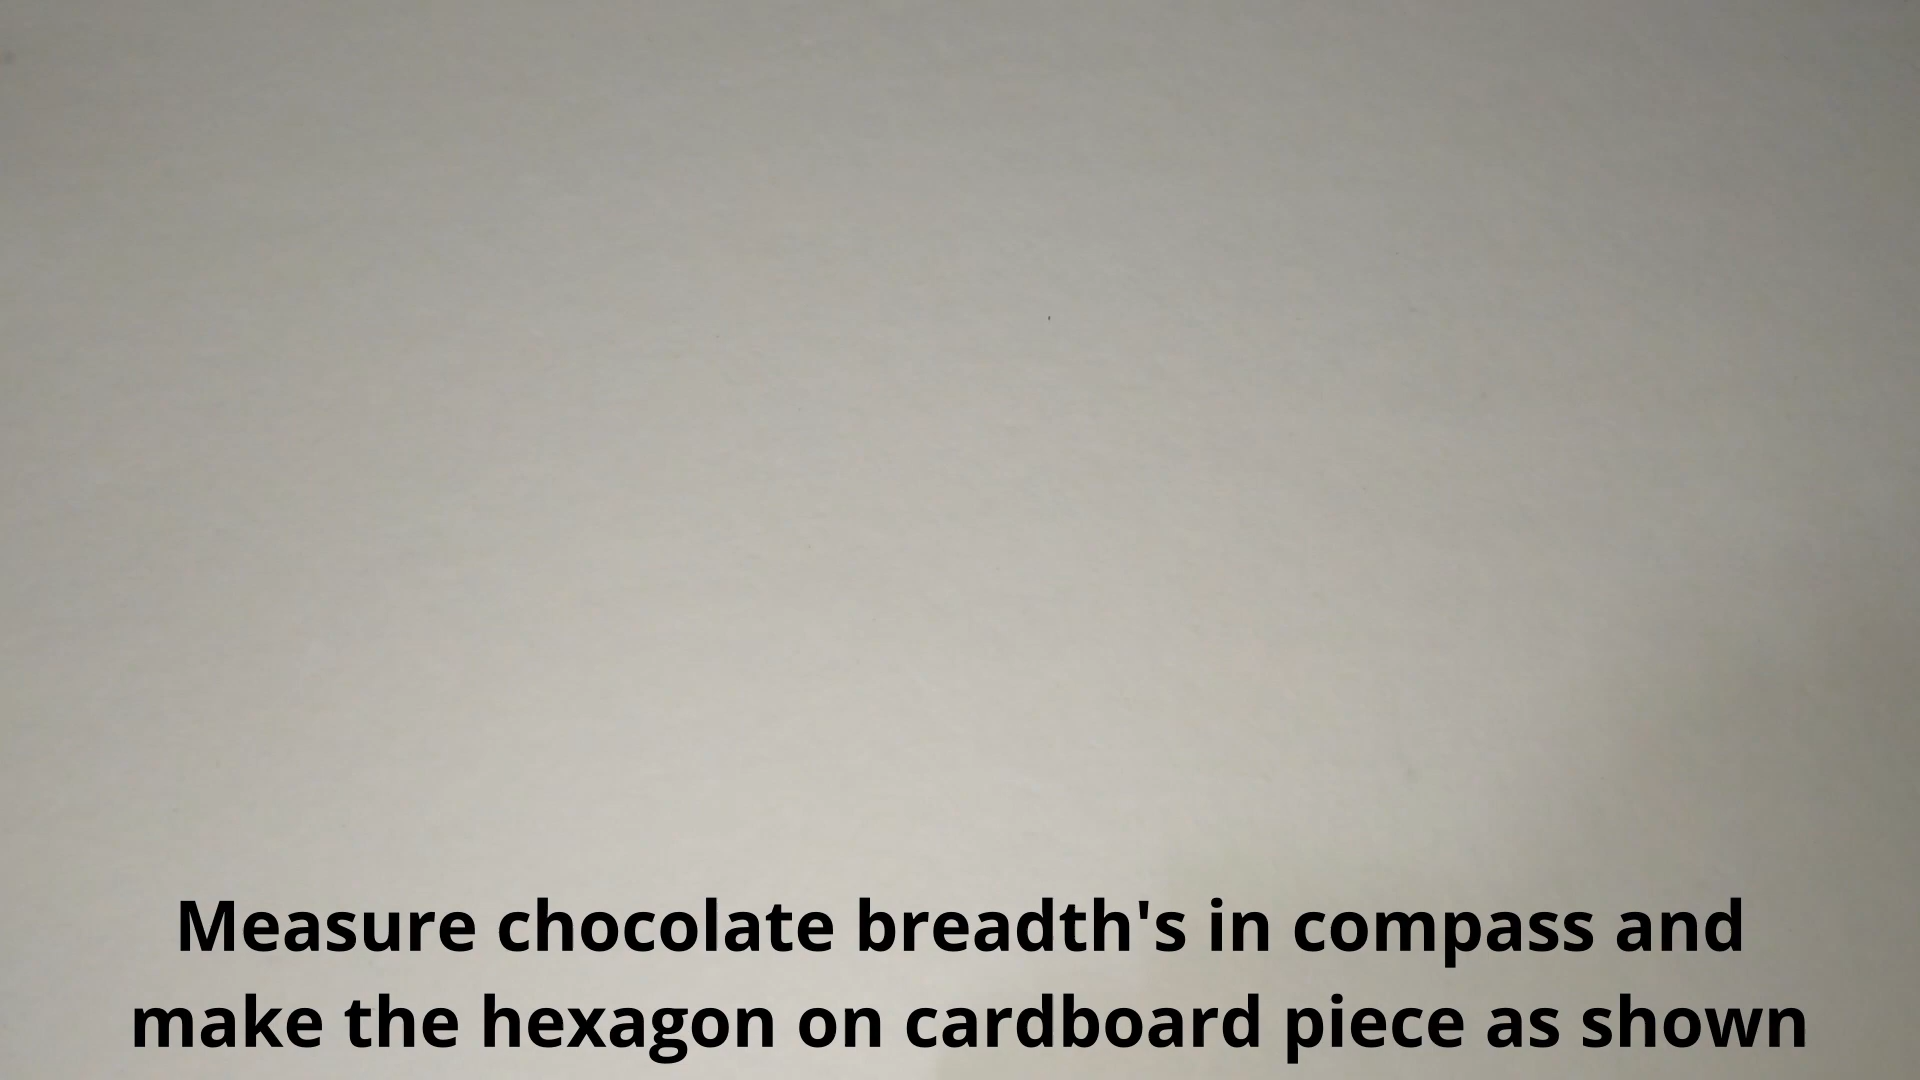 Measure chocolate breadth's in compass and
make the hexagon on cardboard piece as shown